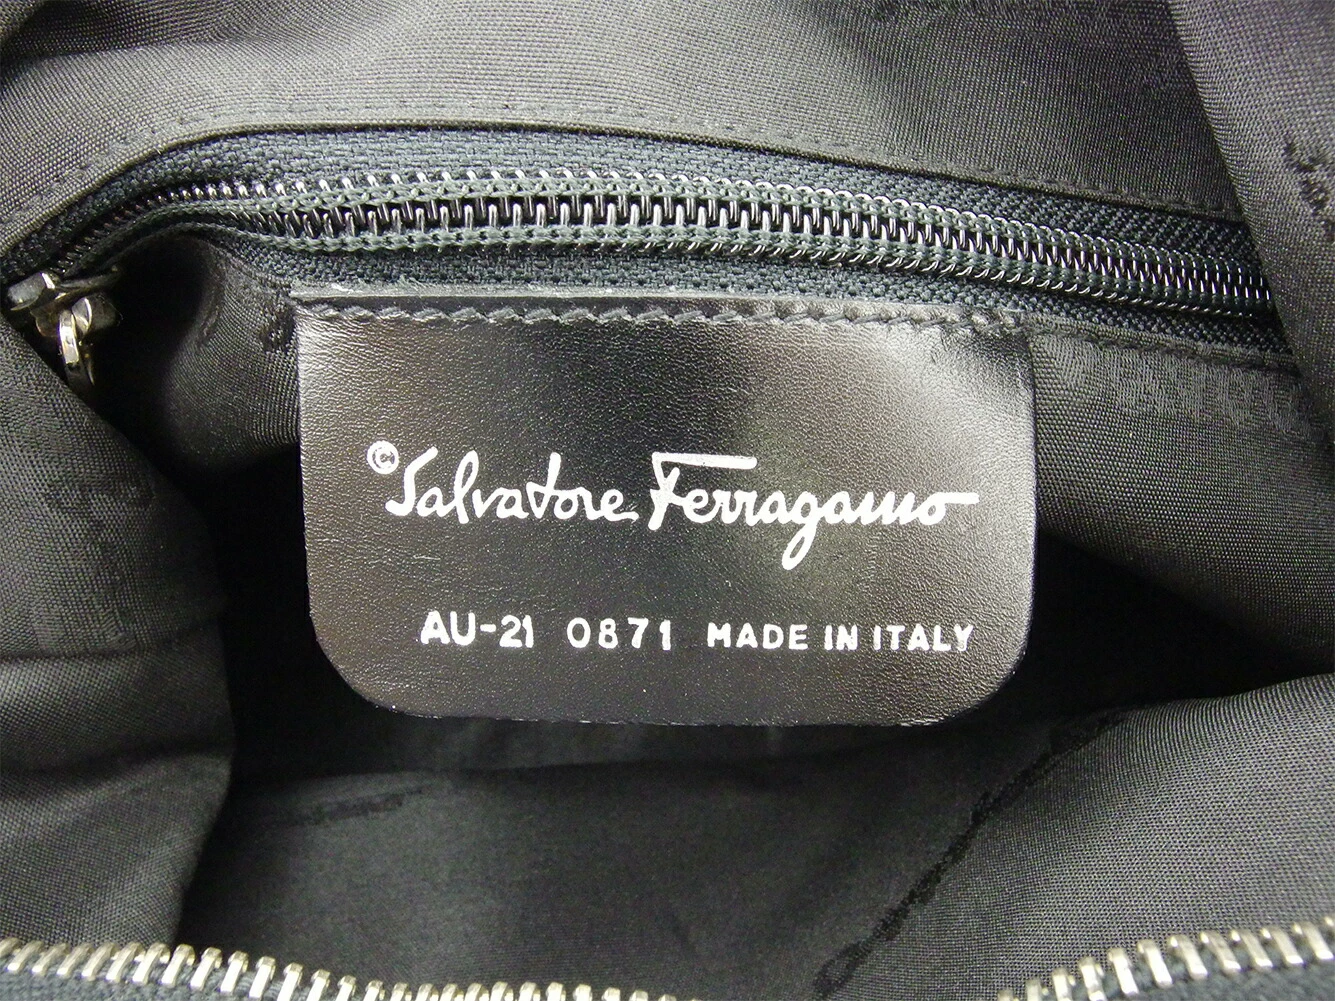 © Salvatore Ferragamo
AU-21 0871 MADE IN ITALY